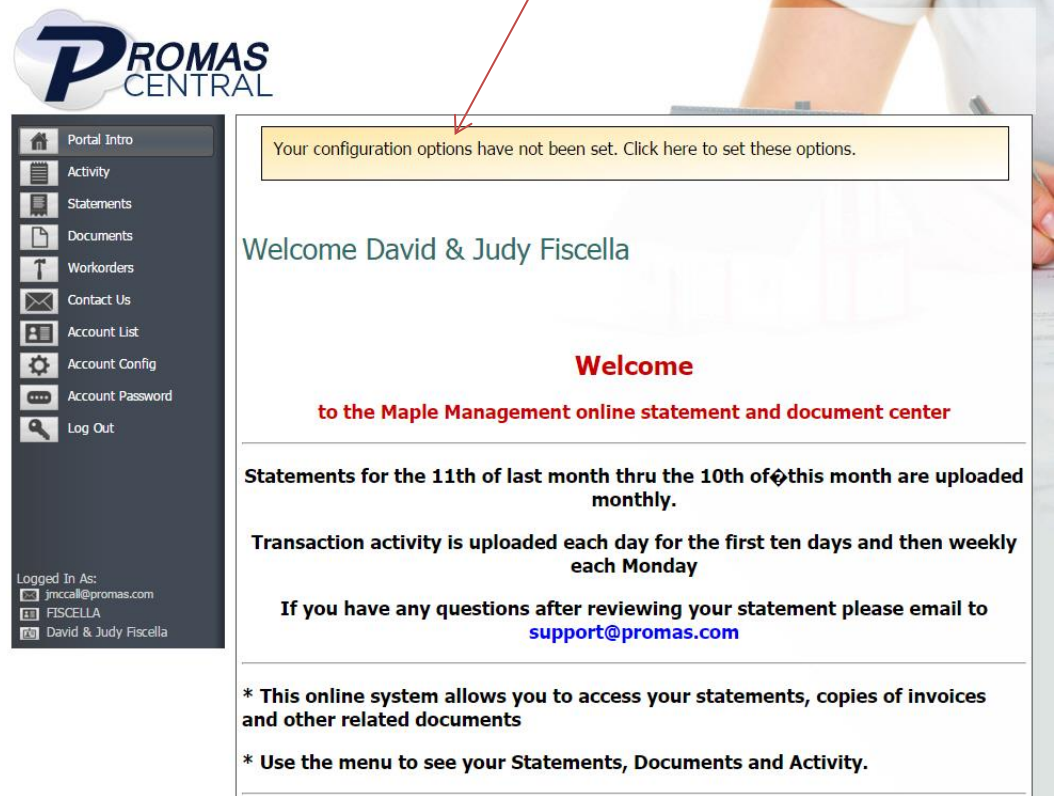 PROMAS
CENTRAL
Portal Intro
Activity
Statements
Documents
Workorders
Contact Us
Account List
Account Config
Account Password
Log Out
Logged In As:
jmccall@promas.com
FISCELLA
David & Judy Fiscella
Your configuration options have not been set. Click here to set these options.
Welcome David & Judy Fiscella
Welcome
to the Maple Management online statement and document center
Statements for the 11th of last month thru the 10th of�this month are uploaded
monthly.
Transaction activity is uploaded each day for the first ten days and then weekly
each Monday
If you have any questions after reviewing your statement please email to
support@promas.com
* This online system allows you to access your statements, copies of invoices
and other related documents
* Use the menu to see your Statements, Documents and Activity.